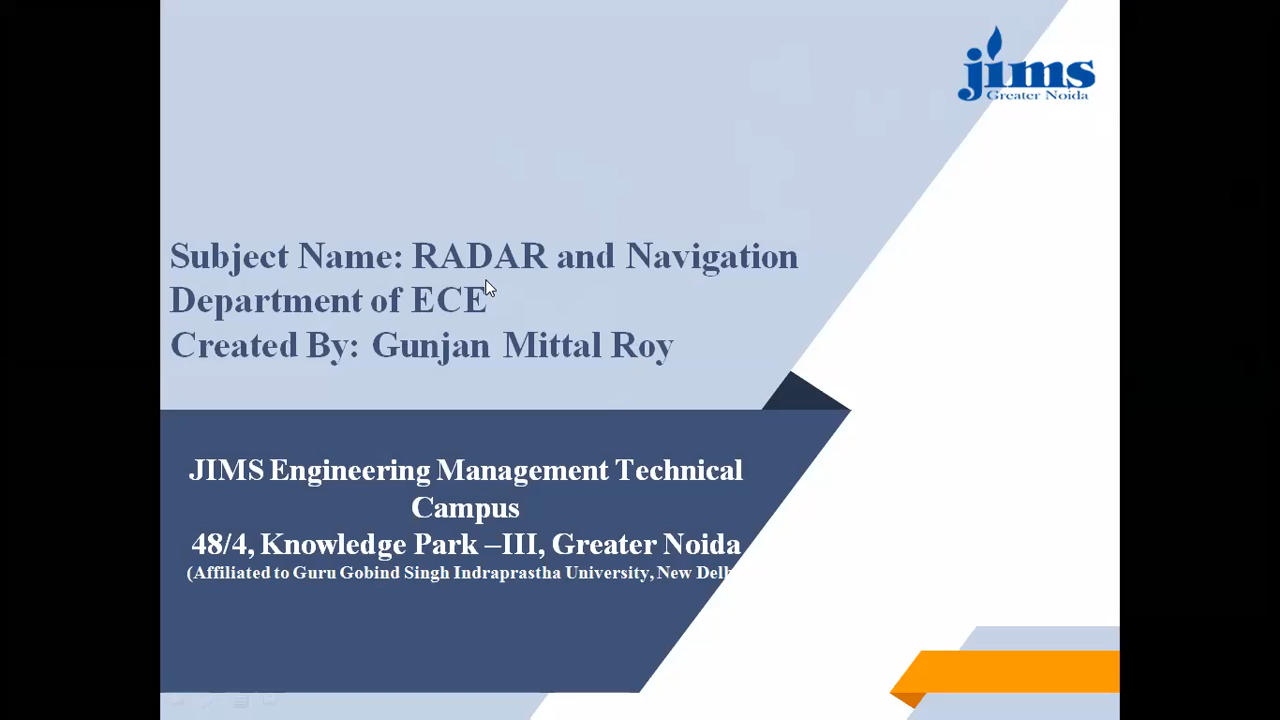 jims
Greater Noida
Subject Name: RADAR and Navigation
Department of ECE
Created By: Gunjan Mittal Roy
JIMS Engineering Management Technical
Campus
48/4, Knowledge Park –III, Greater Noida
(Affiliated to Guru Gobind Singh Indraprastha University, New Delh